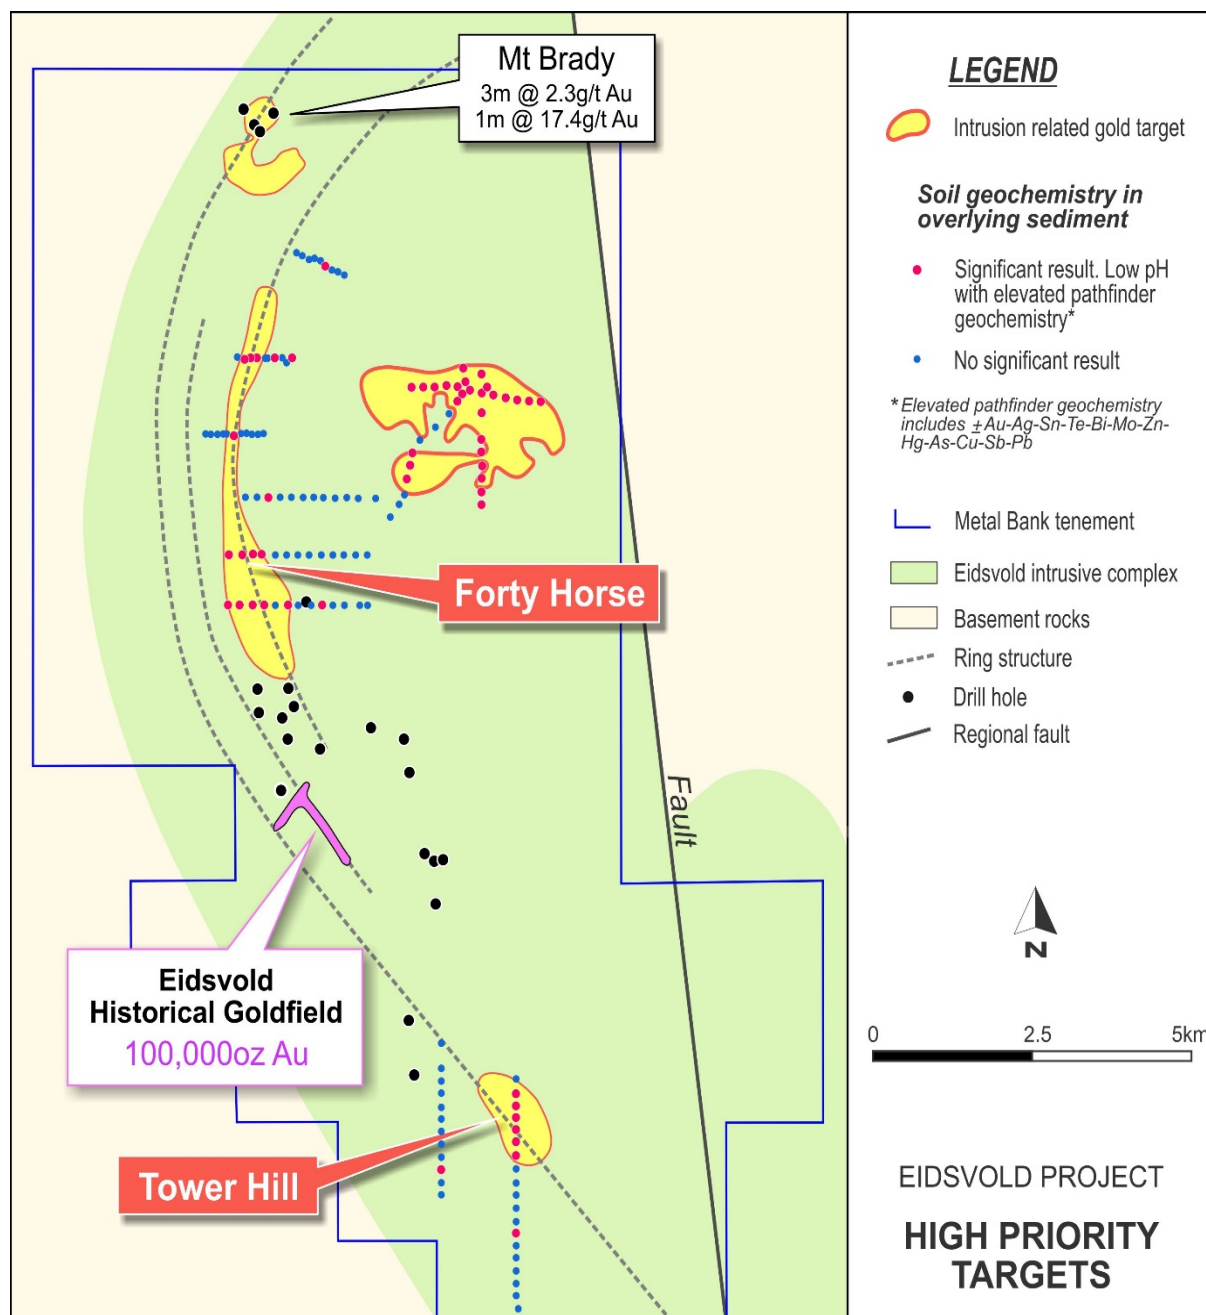 Mt Brady
3m @ 2.3g/t Au
1m @ 17.4g/t Au
Forty Horse
Fault
Eidsvold
Historical Goldfield
100,000oz Au
Tower Hill
LEGEND
Intrusion related gold target
Soil geochemistry in
overlying sediment
Significant result. Low pH
with elevated pathfinder
geochemistry*
No significant result
* Elevated pathfinder geochemistry
includes ±Au-Ag-Sn-Te-Bi-Mo-Zn-
Hg-As-Cu-Sb-Pb
Metal Bank tenement
Eidsvold intrusive complex
Basement rocks
Ring structure
Drill hole
Regional fault
N
0 2.5 5km
EIDSVOLD PROJECT
HIGH PRIORITY
TARGETS